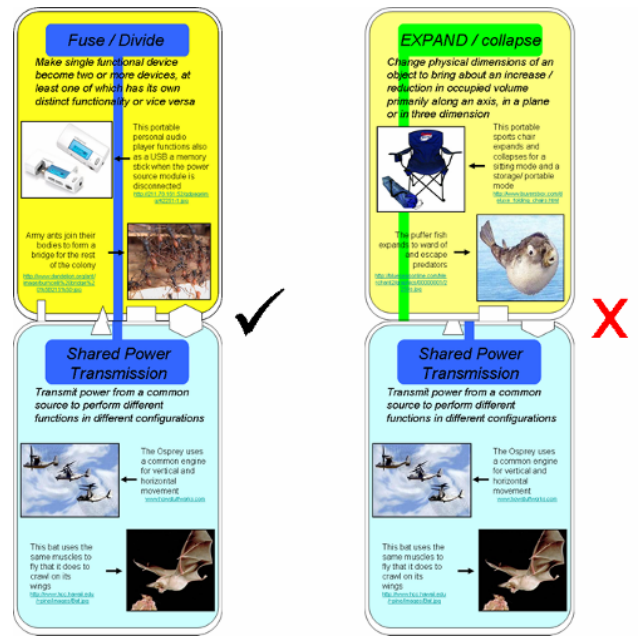 Fuse / Divide
Make single functional device
become two or more devices, at
least one of which has its own
distinct functionality or vice versa
This portable
personal audio
player functions also
as a USB a memory
stick when the power
source module is
disconnected
Army ants join their
bodies to form a
bridge for the rest
of the colony
Shared Power
Transmission
Transmit power from a common
source to perform different
functions in different configurations
The Osprey uses
a common engine
for vertical and
horizontal
movement
www.howstuffworks.com
This bat uses the
same muscles to
fly that it does to
crawl on its
wings
EXPAND / collapse
Change physical dimensions of an
object to bring about an increase /
reduction in occupied volume
primarily along an axis, in a plane
or in three dimension
This portable
sports chair
expands and
collapses for a
sitting mode and a
storage/ portable
mode
The puffer fish
expands to ward of
and escape
predators
Shared Power
Transmission
Transmit power from a common
source to perform different
functions in different configurations
The Osprey uses
a common engine
for vertical and
horizontal
movement
www.howstuffworks.com
This bat uses the
same muscles to
fly that it does to
crawl on its
wings
X